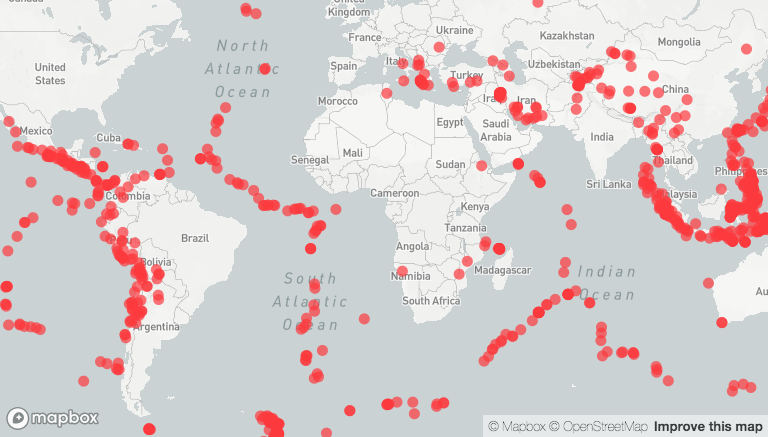 United
Kingdom
Ukraine
Kazakhstan
Mongolia
North
Atlantic
Ocean
France
Italy
Uzbekistan
United
States
Spain
Turkey
China
Iraq
Iran
Morocco
Mexico
Cuba
Egypt
Saudi
Arabia
India
Mali
Senegal
Sudan
Thailand
Philippines
Sri Lanka
Malaysia
Colombia
Cameroon
Kenya
Tanzania
Brazil
Angola
Bolivia
Namibia
Madagascar
South
Atlantic
Ocean
Indian
Ocean
South Africa
Argentina
Au
mapbox
© Mapbox © OpenStreetMap Improve this map